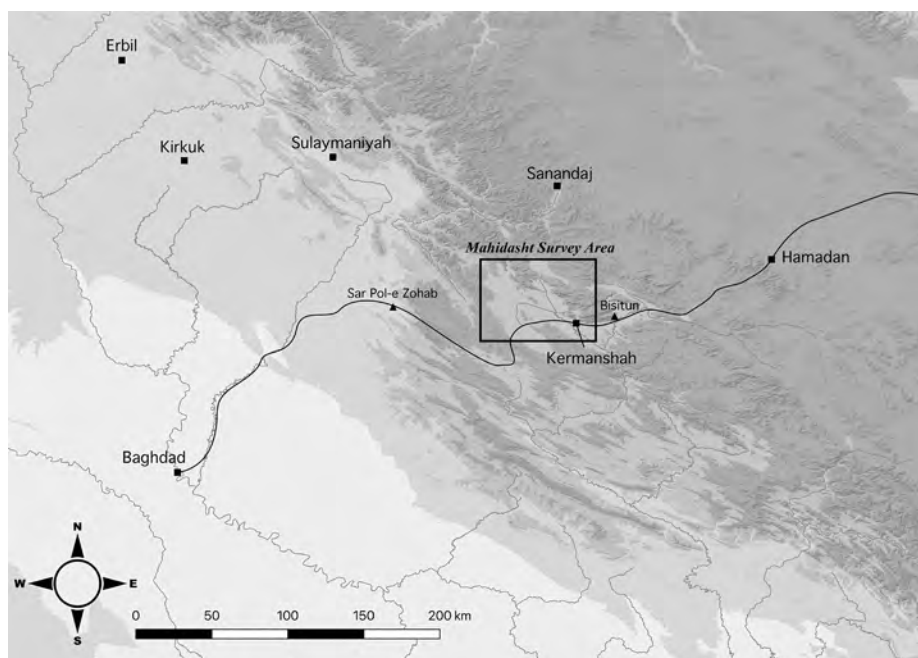 Erbil
Kirkuk
Sulaymaniyah
Sanandaj
Mahidasht Survey Area
Hamadan
Sar Pol-e Zohab
Bisitun
Kermanshah
Baghdad
N
W E
S
0 50 100 150 200 km